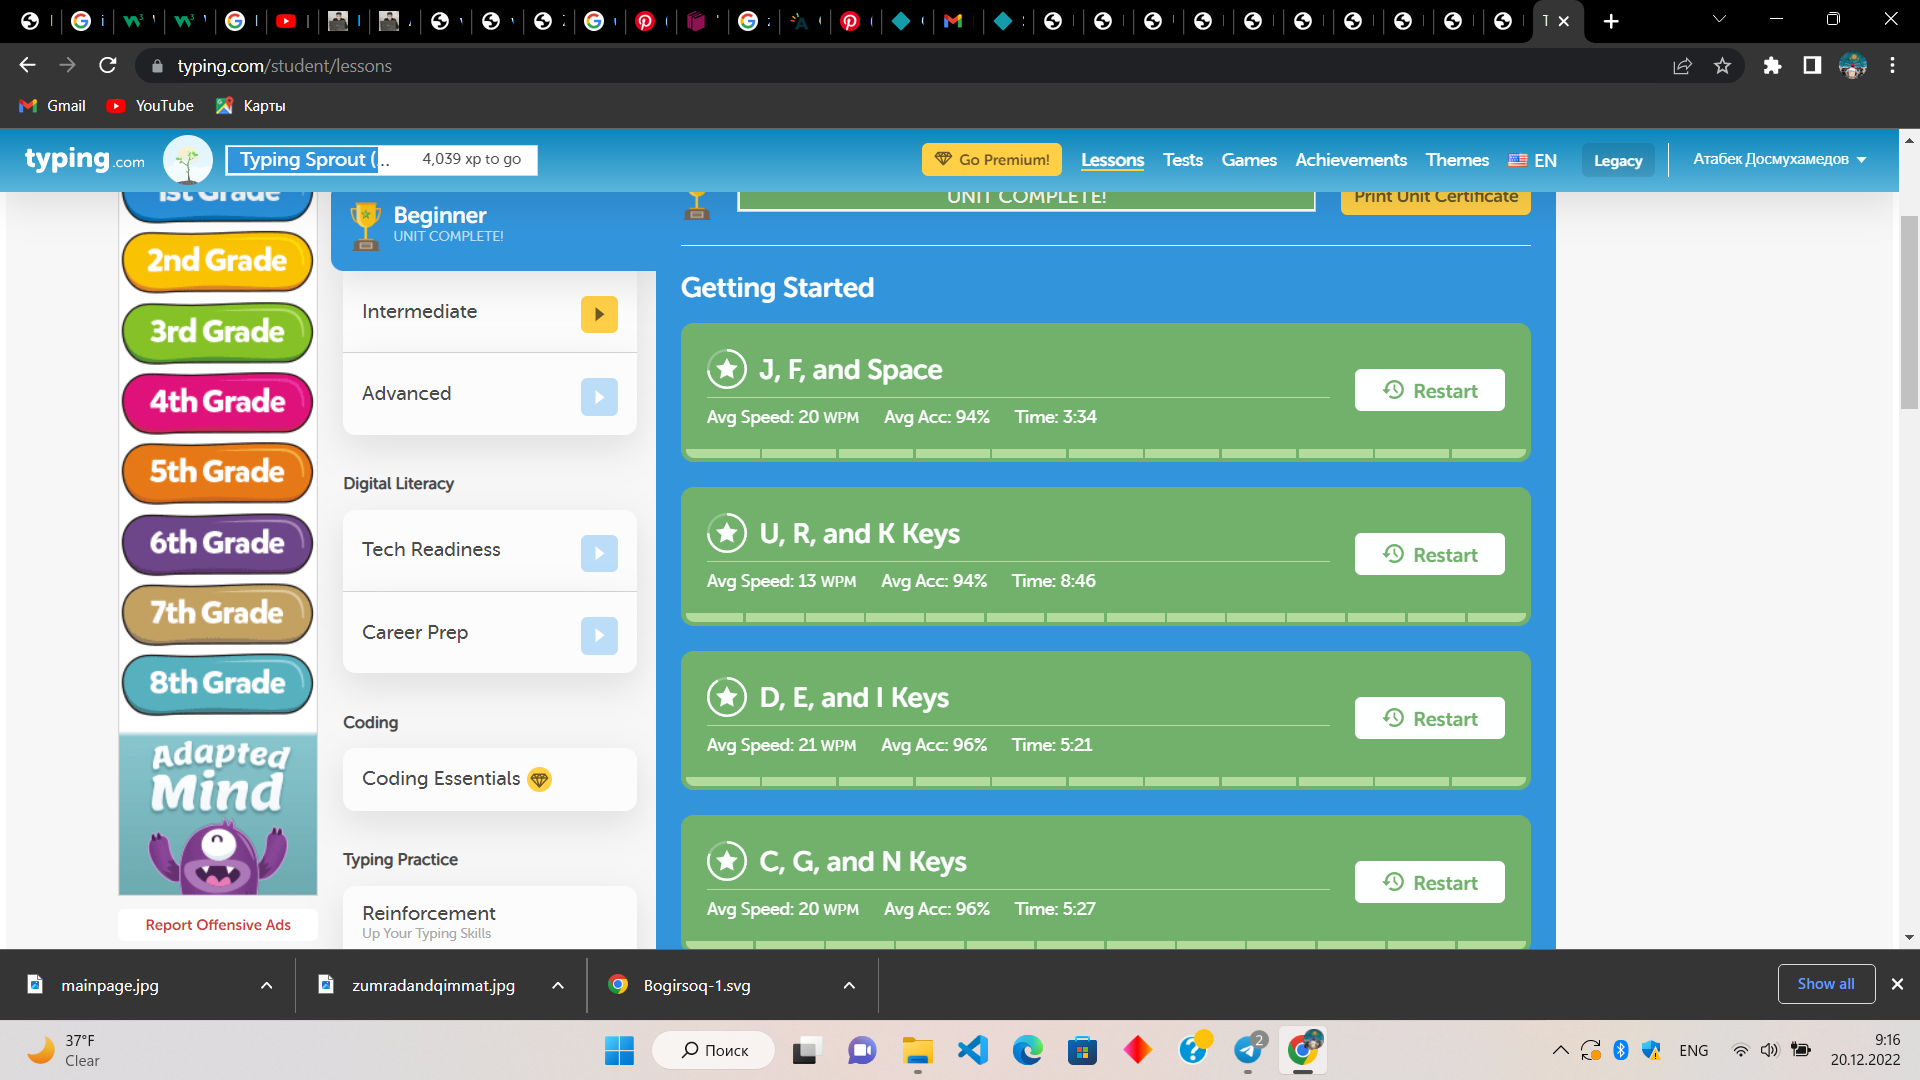 typing.com/student/lessons
Gmail
YouTube
Карты
typing.com
Typing Sprout (...
4,039 xp to go
Go Premium!
Lessons
Tests
Games
Achievements
Themes
EN
Legacy
Атабек Досмухамедов
1st Grade
2nd Grade
3rd Grade
4th Grade
5th Grade
6th Grade
7th Grade
8th Grade
Adapted
Mind
Report Offensive Ads
Beginner
UNIT COMPLETE!
Intermediate
Advanced
Digital Literacy
Tech Readiness
Career Prep
Coding
Coding Essentials
Typing Practice
Reinforcement
Up Your Typing Skills
UNIT COMPLETE!
Print Unit Certificate
Getting Started
J, F, and Space
Avg Speed: 20 WPM Avg Acc: 94% Time: 3:34
Restart
U, R, and K Keys
Avg Speed: 13 WPM Avg Acc: 94% Time: 8:46
Restart
D, E, and I Keys
Avg Speed: 21 WPM Avg Acc: 96% Time: 5:21
Restart
C, G, and N Keys
Avg Speed: 20 WPM Avg Acc: 96% Time: 5:27
Restart
mainpage.jpg
zumradandqimmat.jpg
Bogirsoq-1.svg
Show all
37°F
Clear
Поиск
2
ENG
9:16
20.12.2022